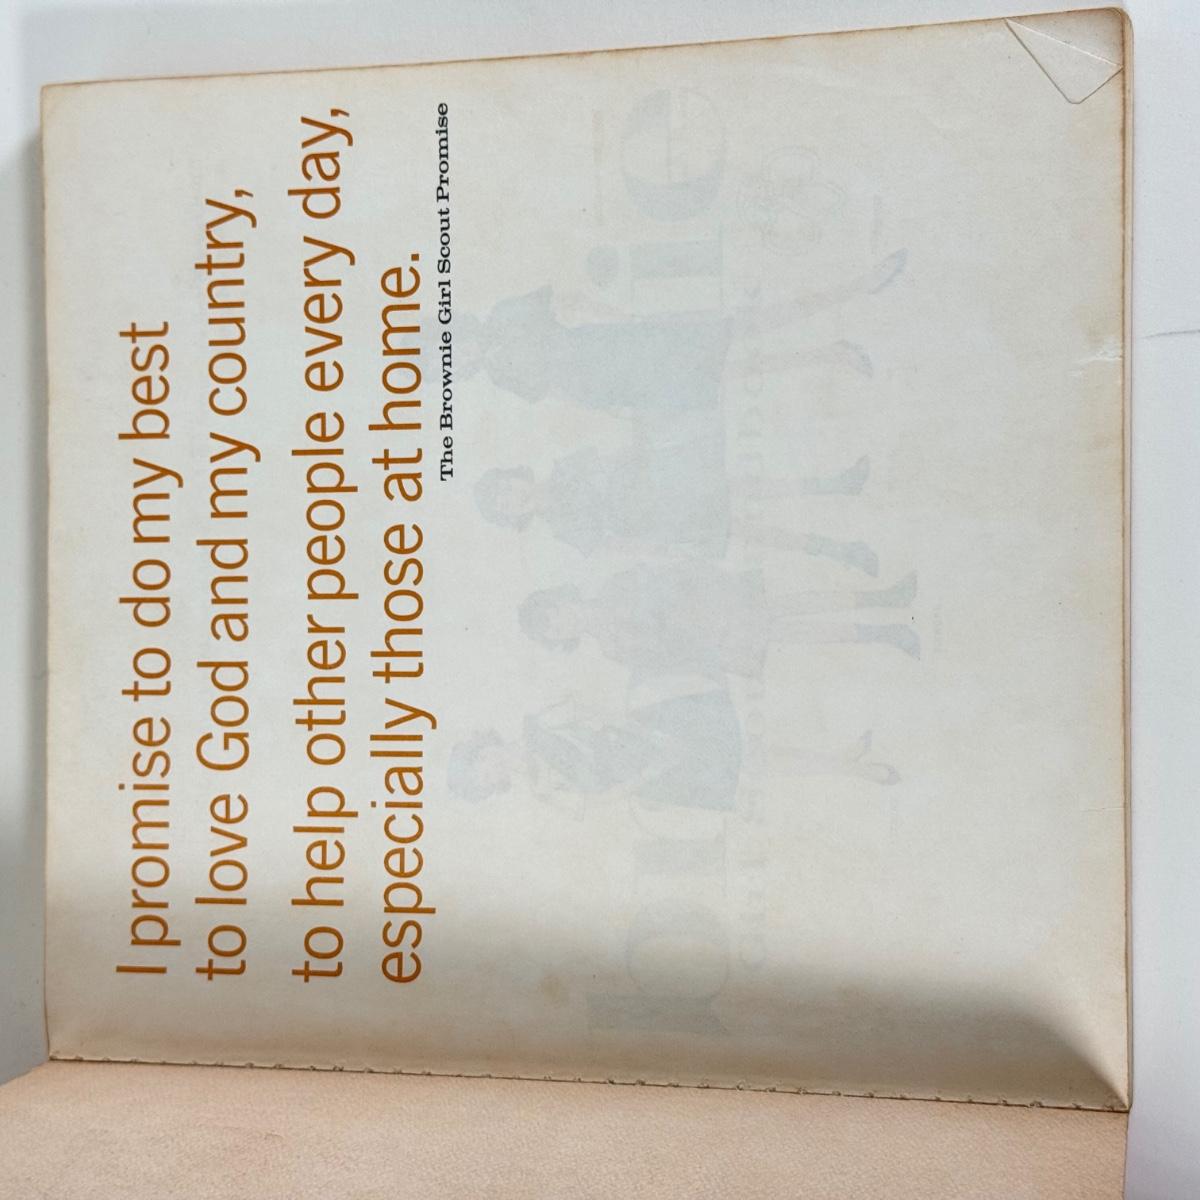 I promise to do my best
to love God and my country,
to help other people every day,
especially those at home.
The Brownie Girl Scout Promise